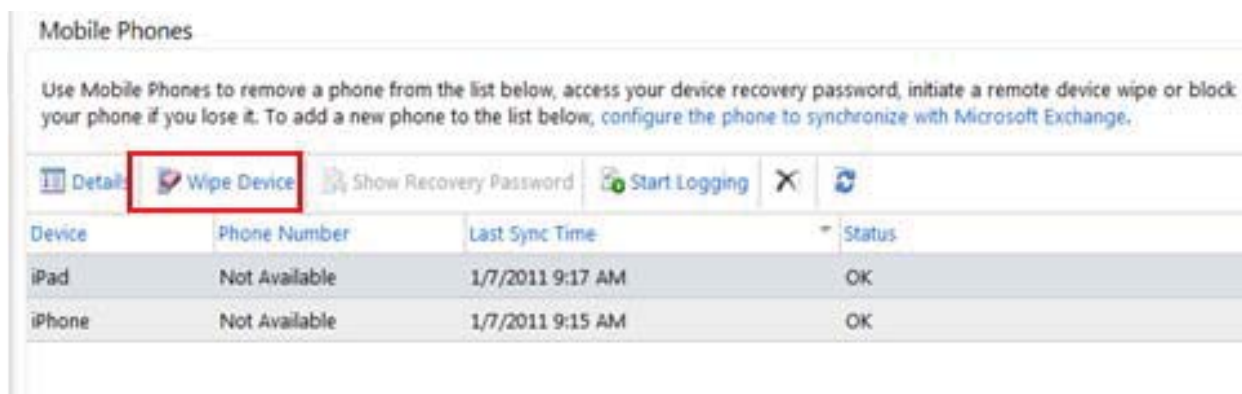 Mobile Phones
Use Mobile Phones to remove a phone from the list below, access your device recovery password, initiate a remote device wipe or block
your phone if you lose it. To add a new phone to the list below, configure the phone to synchronize with Microsoft Exchange.
Details Wipe Device Show Recovery Password Start Logging
Device Phone Number Last Sync Time Status
iPad Not Available 1/7/2011 9:17 AM OK
iPhone Not Available 1/7/2011 9:15 AM OK